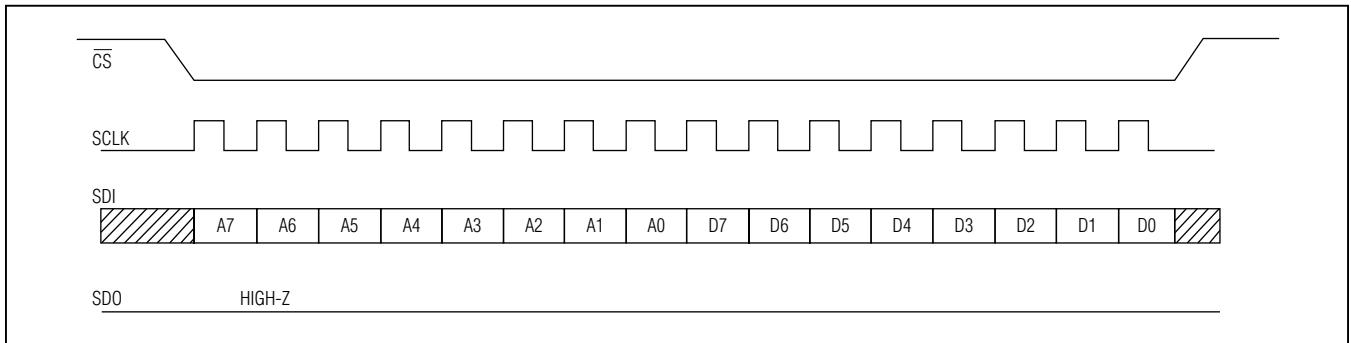 C̅S̅
SCLK
SDI
A7 A6 A5 A4 A3 A2 A1 A0 D7 D6 D5 D4 D3 D2 D1 D0
SDO HIGH-Z